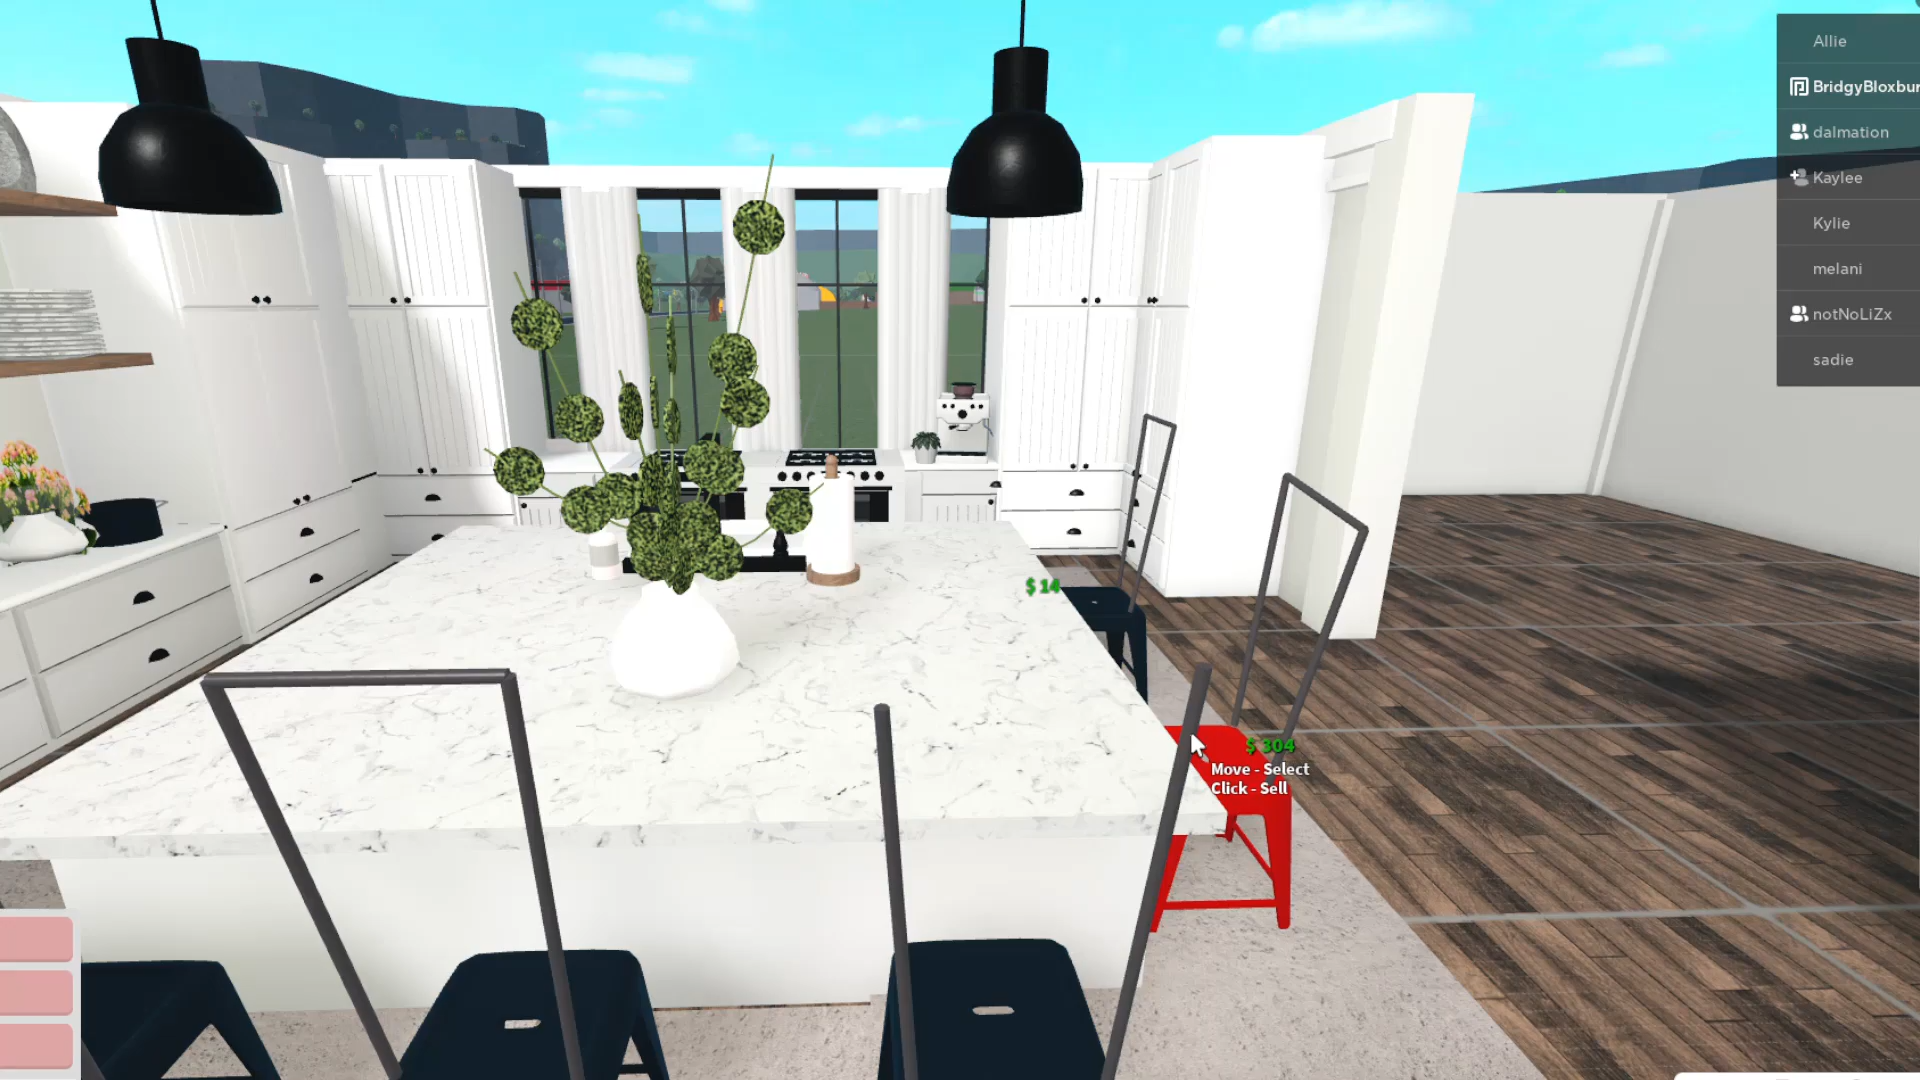 Allie
BridgyBloxbur
dalmation
Kaylee
Kylie
melani
notNoLiZx
sadie
$ 14
$ 304
Move - Select
Click - Sell